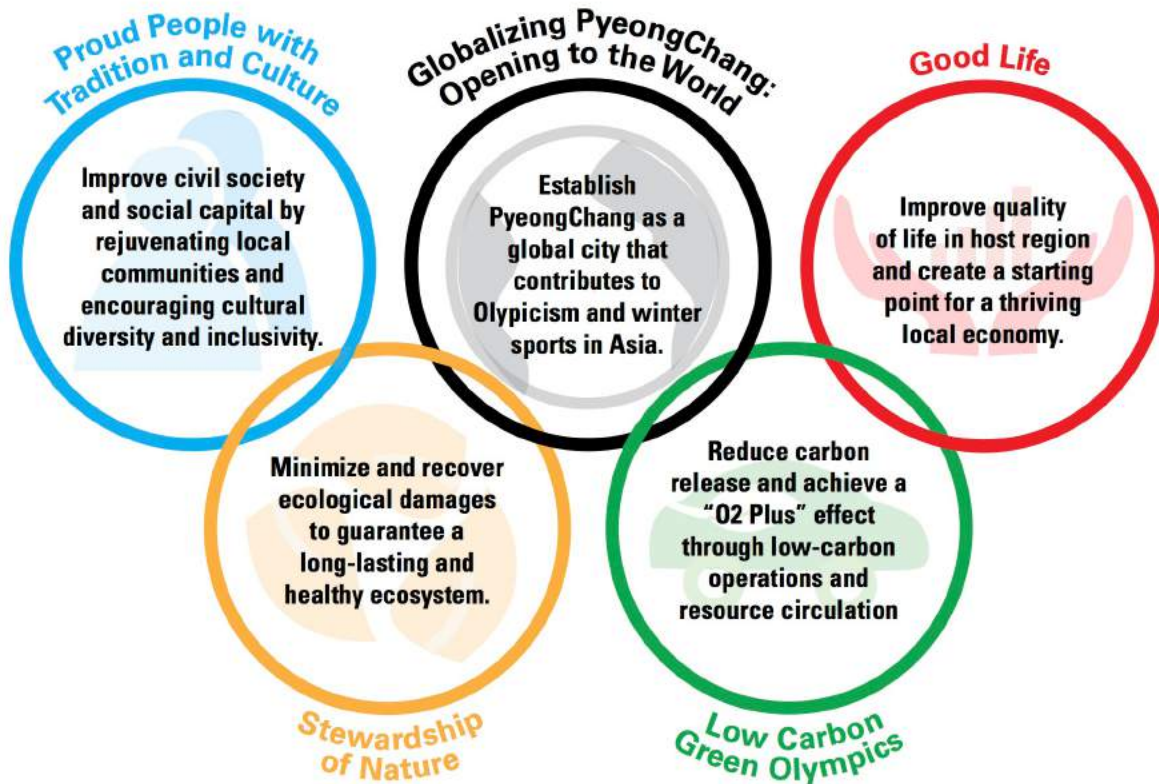 Proud People with
Tradition and Culture
Improve civil society
and social capital by
rejuvenating local
communities and
encouraging cultural
diversity and inclusivity.
Globalizing PyeongChang:
Opening to the World
Establish
PyeongChang as a
global city that
contributes to
Olypicism and winter
sports in Asia.
Good Life
Improve quality
of life in host region
and create a starting
point for a thriving
local economy.
Minimize and recover
ecological damages
to guarantee a
long-lasting and
healthy ecosystem.
Stewardship
of Nature
Reduce carbon
release and achieve a
“O2 Plus” effect
through low-carbon
operations and
resource circulation
Low Carbon
Green Olympics